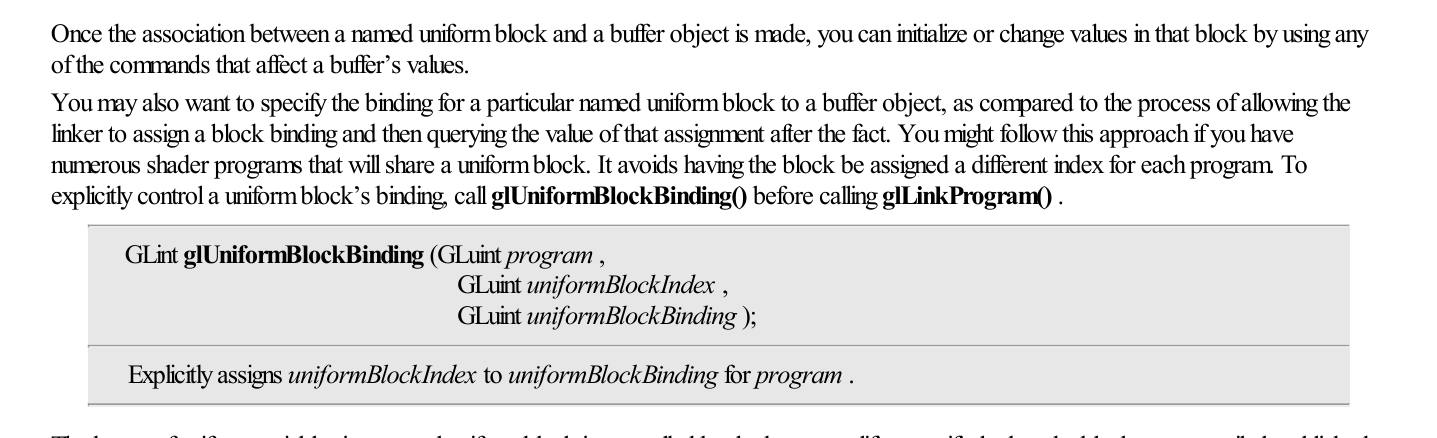 Once the association between a named uniform block and a buffer object is made, you can initialize or change values in that block by using any
of the commands that affect a buffer’s values.
You may also want to specify the binding for a particular named uniform block to a buffer object, as compared to the process of allowing the
linker to assign a block binding and then querying the value of that assignment after the fact. You might follow this approach if you have
numerous shader programs that will share a uniform block. It avoids having the block be assigned a different index for each program. To
explicitly control a uniform block’s binding, call glUniformBlockBinding() before calling glLinkProgram() .
GLint glUniformBlockBinding (GLuint program ,
GLuint uniformBlockIndex ,
GLuint uniformBlockBinding );
Explicitly assigns uniformBlockIndex to uniformBlockBinding for program .